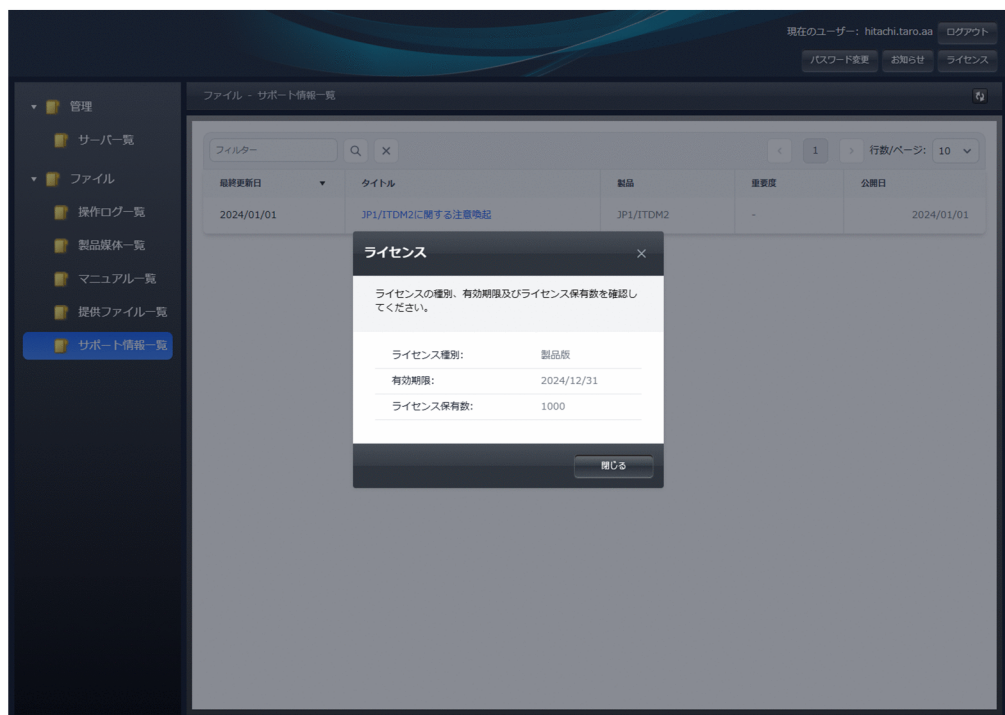 現在のユーザー: hitachi.taro.aa ログアウト
パスワード変更 お知らせ ライセンス
管理
サーバ一覧
ファイル
操作ログ一覧
製品媒体一覧
マニュアル一覧
提供ファイル一覧
サポート情報一覧
ファイル - サポート情報一覧
フィルター 1 行数/ページ: 10
最終更新日 タイトル 製品 重要度 公開日
2024/01/01 JP1/ITDM2に関する注意喚起 JP1/ITDM2 - 2024/01/01
ライセンス
ライセンスの種別、有効期限及びライセンス保有数を確認し
てください。
ライセンス種別: 製品版
有効期限: 2024/12/31
ライセンス保有数: 1000
閉じる